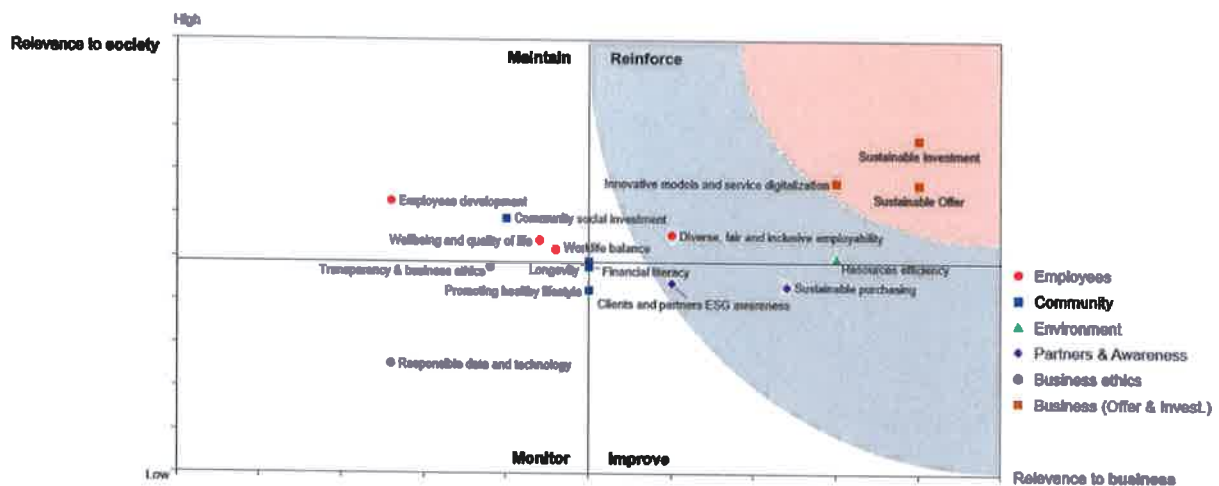 High
Relevance to society
Maintain
Reinforce
Sustainable Investment
Innovative models and service digitalization
Sustainable Offer
Employees development
Community social investment
Wellbeing and quality of life
Worklife balance
Diverse, fair and inclusive employability
Transparency & business ethics
Longevity
Financial literacy
Resources efficiency
Promoting healthy lifestyle
Clients and partners ESG awareness
Sustainable purchasing
Responsible data and technology
Employees
Community
Environment
Partners & Awareness
Business ethics
Business (Offer & Invest.)
Low
Monitor
Improve
Relevance to business